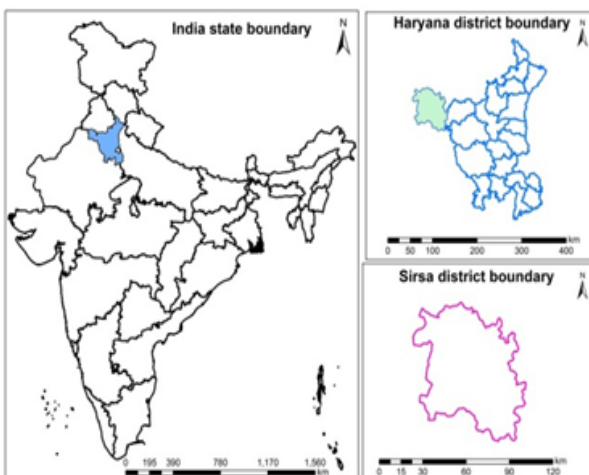 India state boundary
N
0 195 390 780 1,170 1,560
km
Haryana district boundary
N
0 50 100 200 300 400
km
Sirsa district boundary
N
0 15 30 60 90 120
km